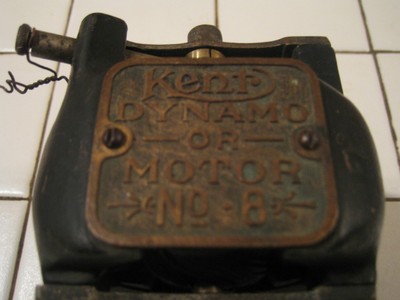 Kent
DYNAMO
OR
MOTOR
No. 8